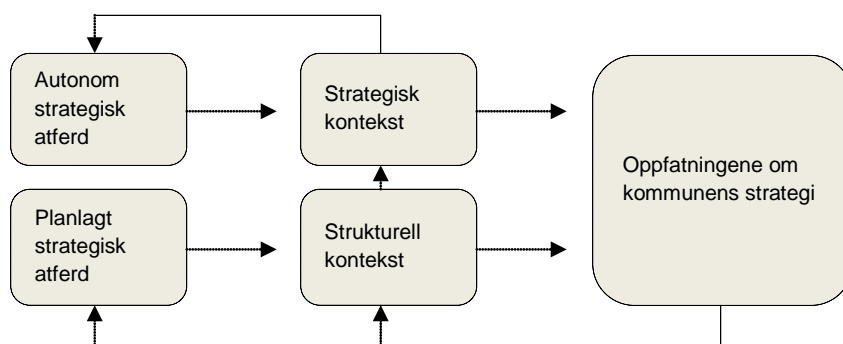 Autonom
strategisk
atferd
Strategisk
kontekst
Oppfatningene om
kommunens strategi
Planlagt
strategisk
atferd
Strukturell
kontekst